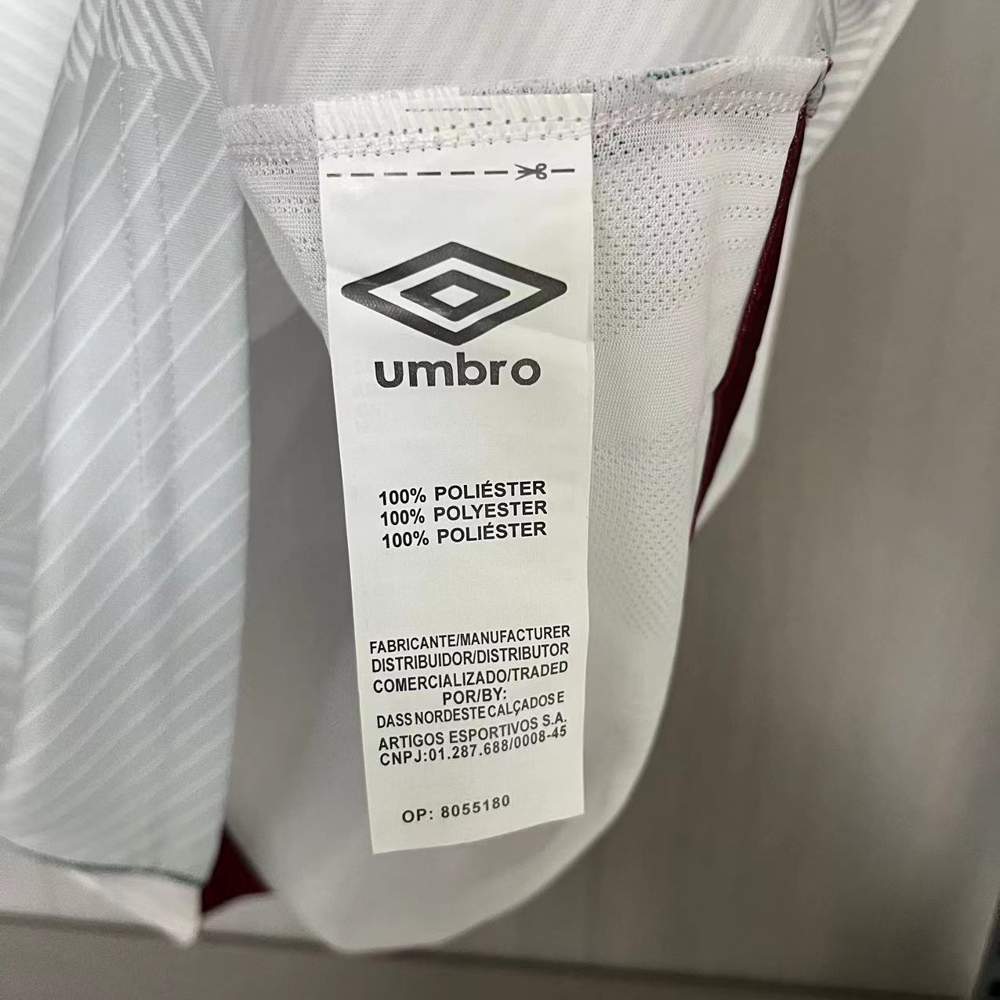 umbro
100% POLIÉSTER
100% POLYESTER
100% POLIÉSTER
FABRICANTE/MANUFACTURER
DISTRIBUIDOR/DISTRIBUTOR
COMERCIALIZADO/TRADED
POR/BY:
DASS NORDESTE CALÇADOS E
ARTIGOS ESPORTIVOS S.A.
CNPJ:01.287.688/0008-45
OP: 8055180